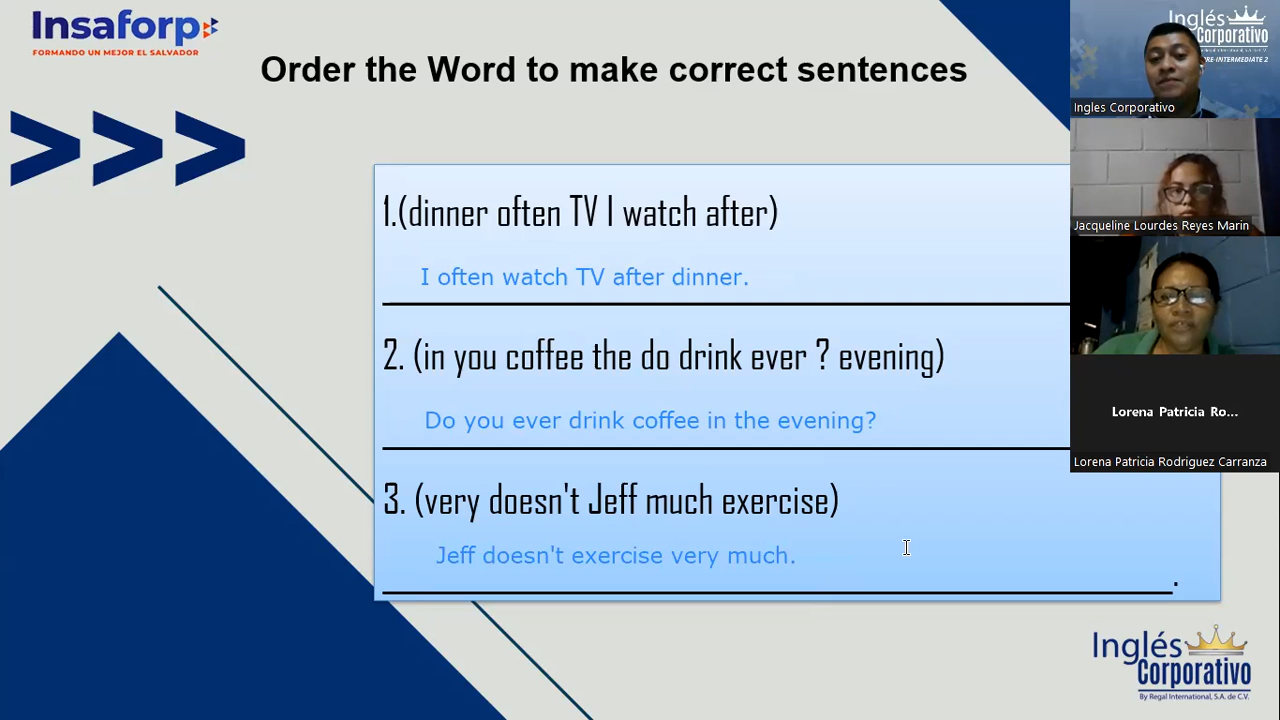 Insaforp
FORMANDO UN MEJOR EL SALVADOR
Order the Word to make correct sentences
>>>
1.(dinner often TV I watch after)
I often watch TV after dinner.
2. (in you coffee the do drink ever ? evening)
Do you ever drink coffee in the evening?
3. (very doesn't Jeff much exercise)
Jeff doesn't exercise very much.
.
Inglés
Corporativo
By Regal International, S.A. de C.V.
Inglés
Corporativo
RE-INTERMEDIATE 2
Ingles Corporativo
Jacqueline Lourdes Reyes Marin
Lorena Patricia Ro...
Lorena Patricia Rodriguez Carranza